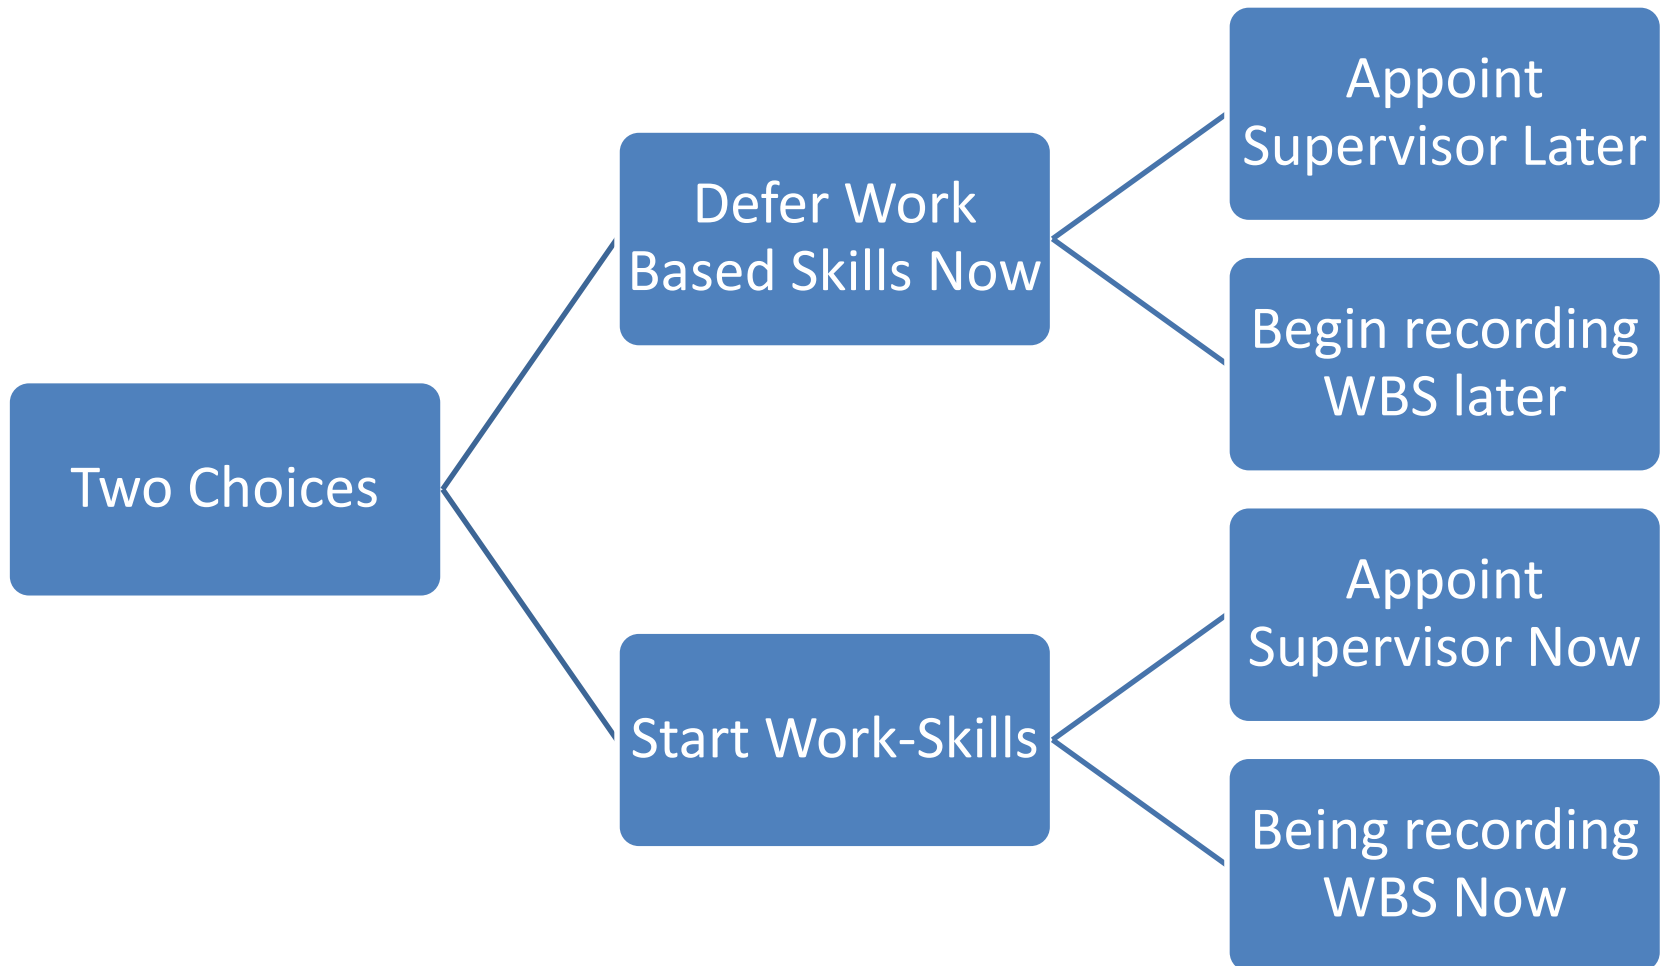 Two Choices
Defer Work
Based Skills Now
Appoint
Supervisor Later
Begin recording
WBS later
Start Work-Skills
Appoint
Supervisor Now
Being recording
WBS Now